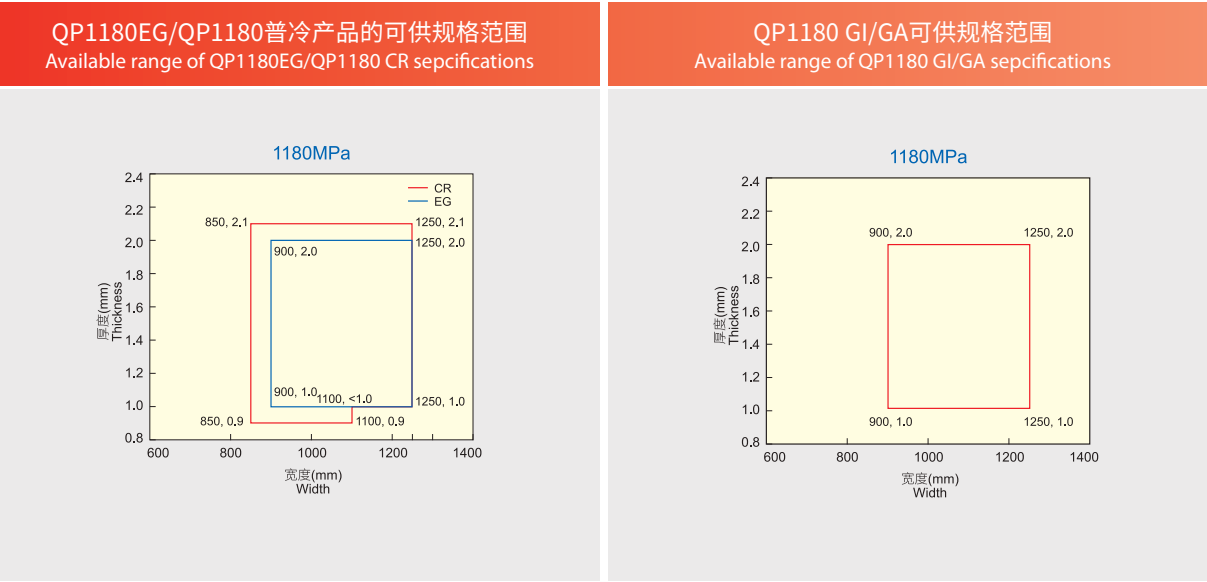 QP1180EG/QP1180普冷产品的可供规格范围
Available range of QP1180EG/QP1180 CR sepcifications
1180MPa
2.4
2.2
2.0
1.8
1.6
1.4
1.2
1.0
0.8
厚度(mm)
Thickness
CR
EG
850, 2.1
1250, 2.1
1250, 2.0
900, 2.0
900, 1.0
1100, <1.0
1250, 1.0
850, 0.9
1100, 0.9
600
800
1000
1200
1400
宽度(mm)
Width
QP1180 GI/GA可供规格范围
Available range of QP1180 GI/GA sepcifications
1180MPa
2.4
2.2
2.0
1.8
1.6
1.4
1.2
1.0
0.8
厚度(mm)
Thickness
900, 2.0
1250, 2.0
900, 1.0
1250, 1.0
600
800
1000
1200
1400
宽度(mm)
Width